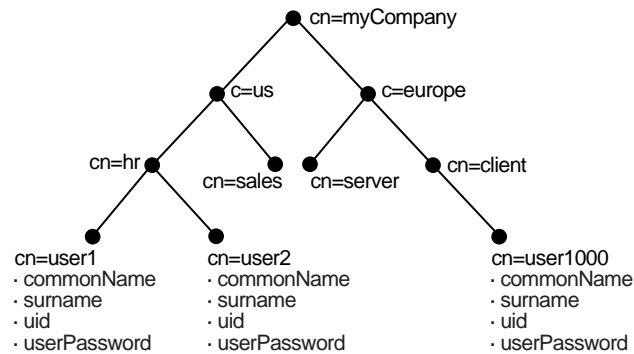 cn=myCompany
c=us
c=europe
cn=hr
cn=sales
cn=server
cn=client
cn=user1
· commonName
· surname
· uid
· userPassword
cn=user2
· commonName
· surname
· uid
· userPassword
cn=user1000
· commonName
· surname
· uid
· userPassword